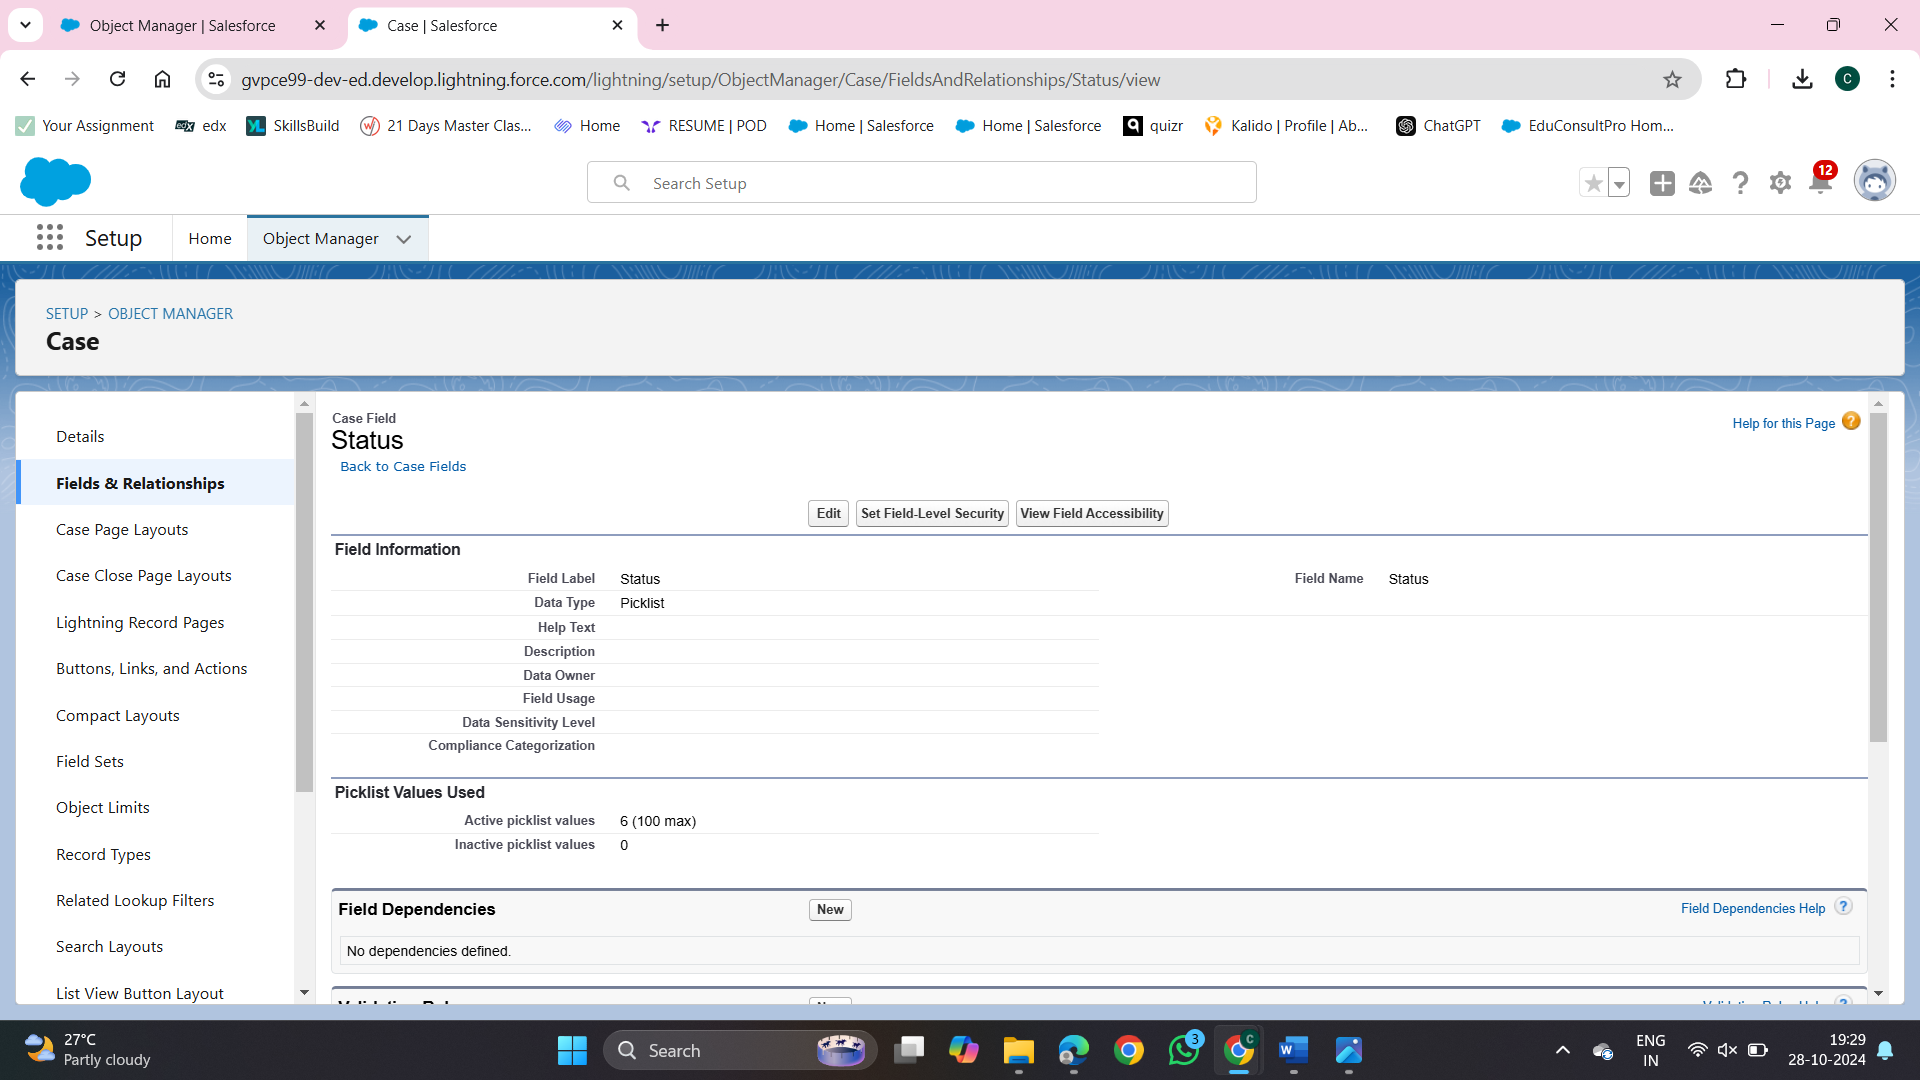 Object Manager | Salesforce
Case | Salesforce
gvpce99-dev-ed.develop.lightning.force.com/lightning/setup/ObjectManager/Case/FieldsAndRelationships/Status/view
C
Your Assignment
edX edx
YL SkillsBuild
21 Days Master Clas...
Home
RESUME | POD
Home | Salesforce
Home | Salesforce
quizr
Kalido | Profile | Ab...
ChatGPT
EduConsultPro Hom...
Search Setup
12
Setup
Home
Object Manager
SETUP > OBJECT MANAGER
Case
Details
Fields & Relationships
Case Page Layouts
Case Close Page Layouts
Lightning Record Pages
Buttons, Links, and Actions
Compact Layouts
Field Sets
Object Limits
Record Types
Related Lookup Filters
Search Layouts
List View Button Layout
Case Field
Status
Back to Case Fields
Help for this Page ?
Edit
Set Field-Level Security
View Field Accessibility
Field Information
Field Label Status
Field Name Status
Data Type Picklist
Help Text
Description
Data Owner
Field Usage
Data Sensitivity Level
Compliance Categorization
Picklist Values Used
Active picklist values 6 (100 max)
Inactive picklist values 0
Field Dependencies
New
Field Dependencies Help ?
No dependencies defined.
27°C
Partly cloudy
Search
3
C
W
ENG
IN
19:29
28-10-2024